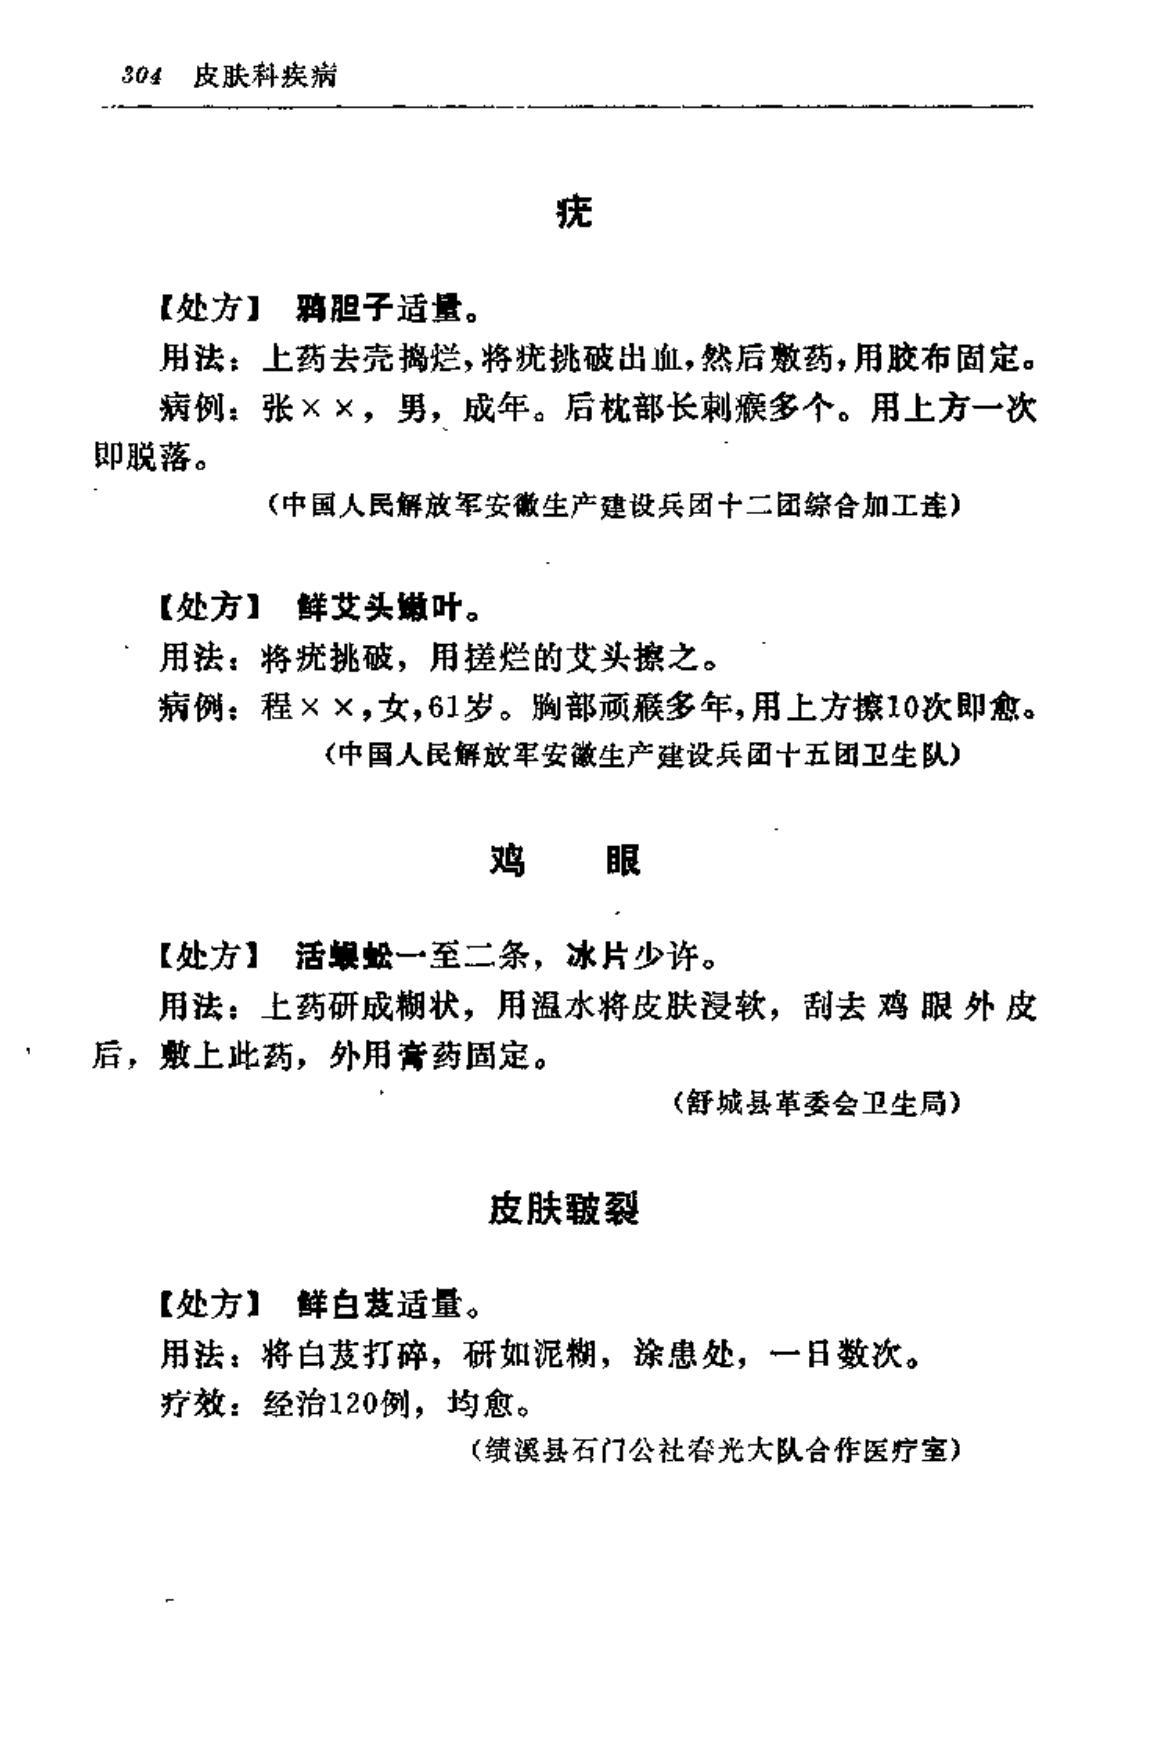 304 皮肤科疾病
疣
【处方】 鸦胆子适量。
用法：上药去壳捣烂，将疣挑破出血，然后敷药，用胶布固定。
病例：张××，男，成年。后枕部长刺瘊多个。用上方一次
即脱落。
（中国人民解放军安徽生产建设兵团十二团综合加工连）
【处方】 鲜艾头嫩叶。
用法：将疣挑破，用搓烂的艾头擦之。
病例：程××，女，61岁。胸部顽瘊多年，用上方擦10次即愈。
（中国人民解放军安徽生产建设兵团十五团卫生队）
鸡 眼
【处方】 活蜈蚣一至二条，冰片少许。
用法：上药研成糊状，用温水将皮肤浸软，刮去鸡眼外皮
后，敷上此药，外用膏药固定。
（舒城县革委会卫生局）
皮肤皲裂
【处方】 鲜白芨适量。
用法：将白芨打碎，研如泥糊，涂患处，一日数次。
疗效：经治120例，均愈。
（绩溪县石门公社春光大队合作医疗室）